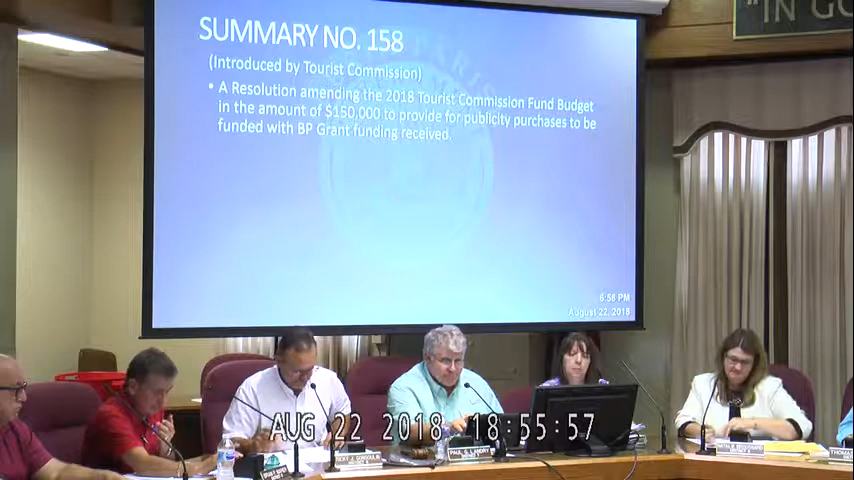 "IN GO
SUMMARY NO. 158
(Introduced by Tourist Commission)
• A Resolution amending the 2018 Tourist Commission Fund Budget
in the amount of $150,000 to provide for publicity purchases to be
funded with BP Grant funding received.
6:58 PM
August 22, 2018
AUG 22 2018 18:55:57
PAUL G. LANDRY
THOMAS